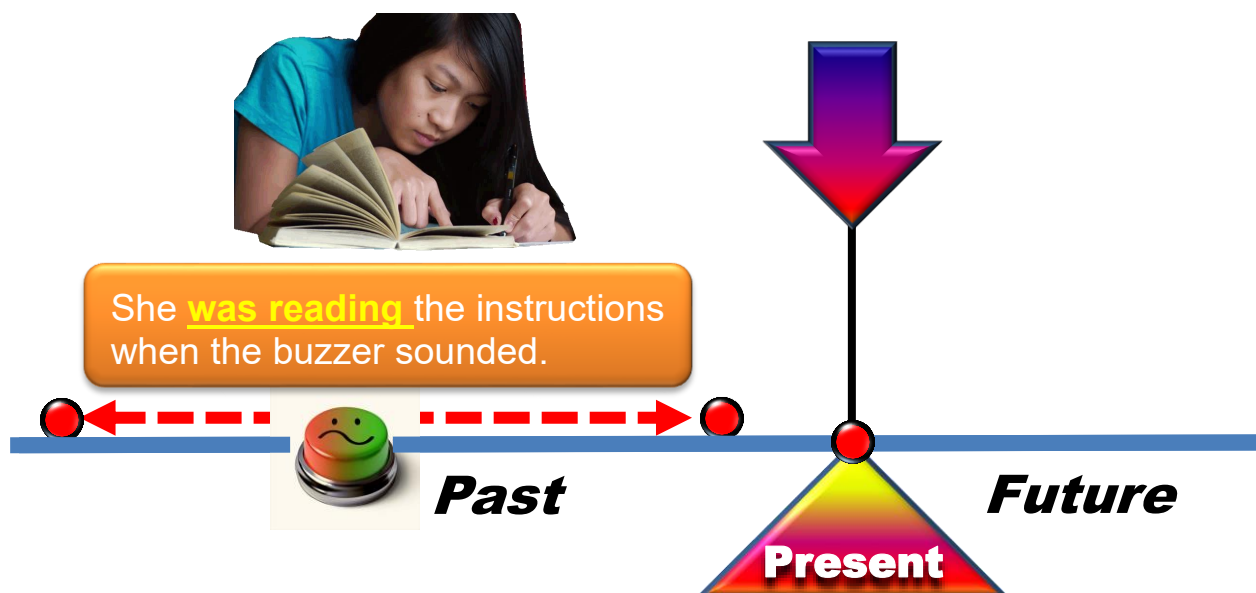 She was reading the instructions
when the buzzer sounded.
Past
Future
Present